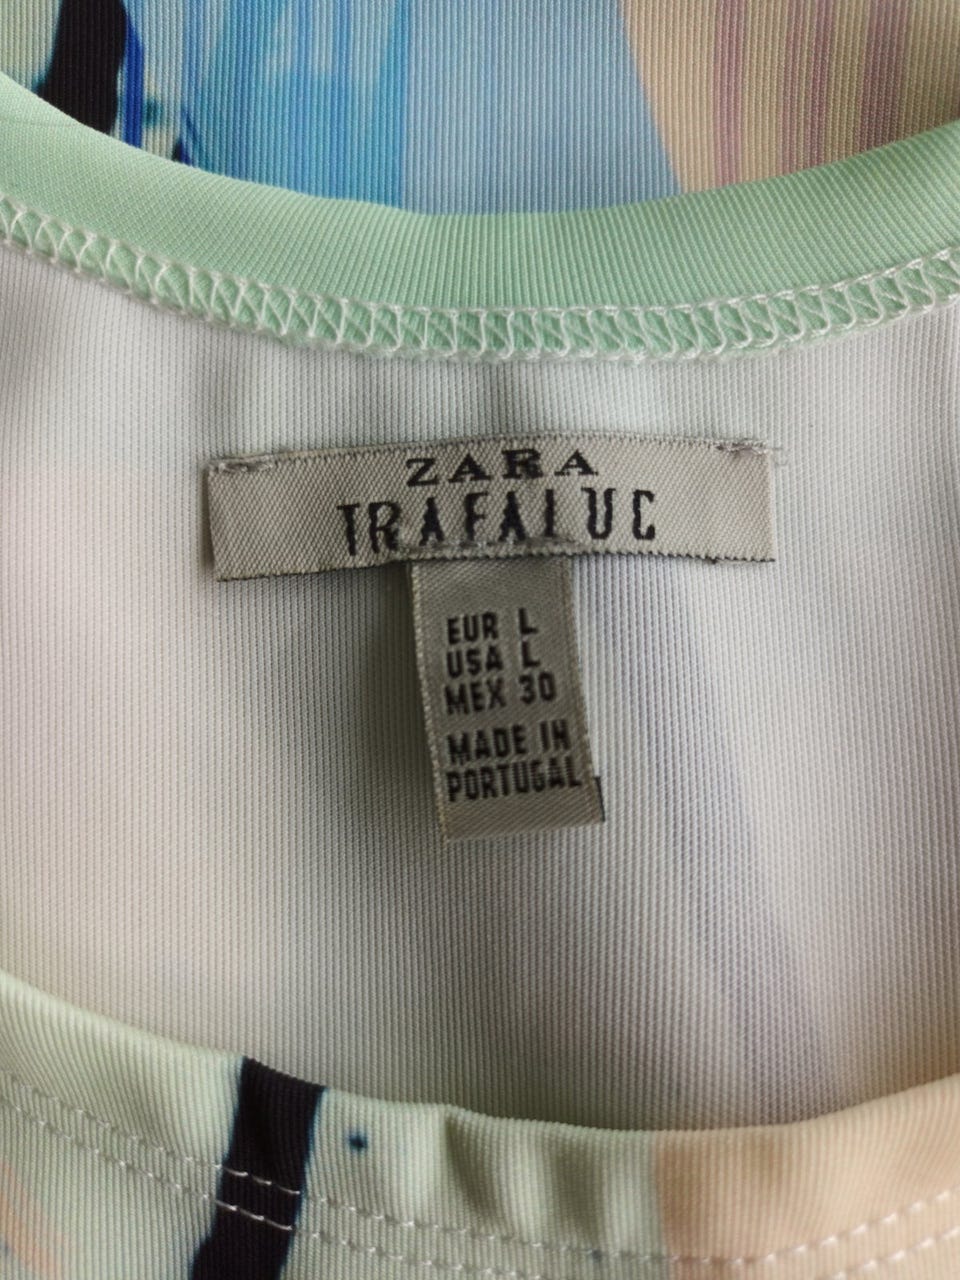 ZARA
TRAFALUC
EUR L
USA L
MEX 30
MADE IN
PORTUGAL